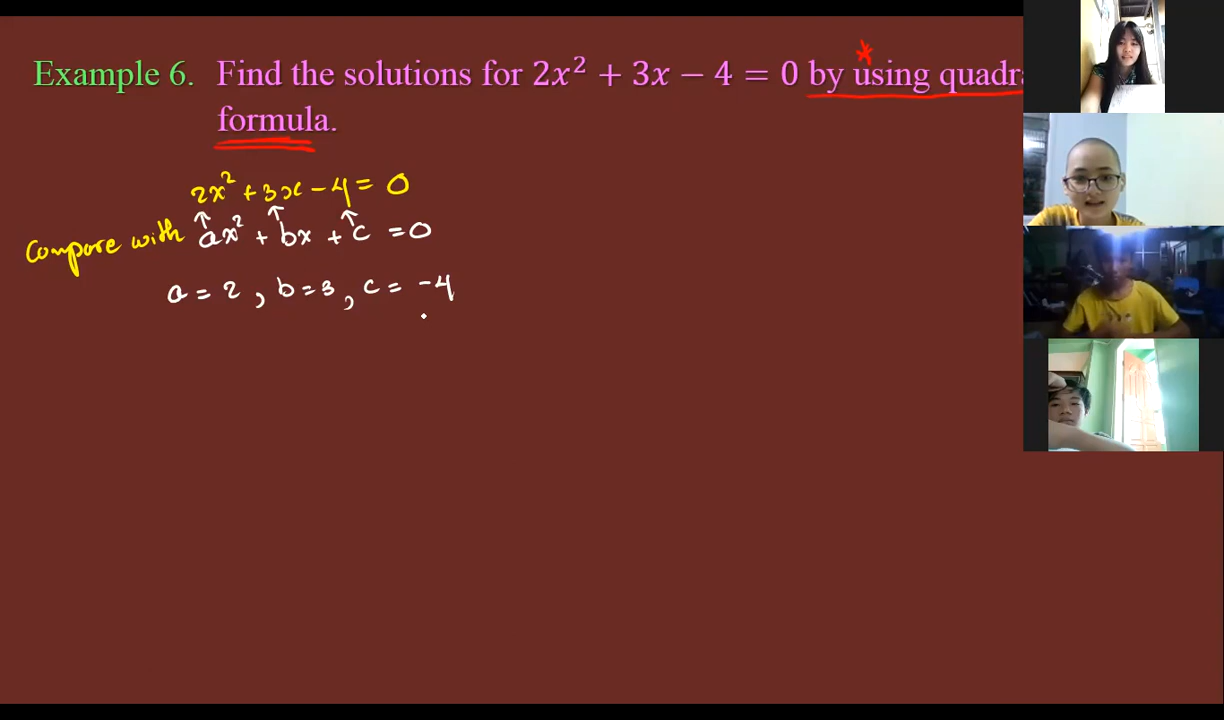 Example 6. Find the solutions for 2x² + 3x − 4 = 0 by using
formula.
2x² + 3x − 4 = 0
Compare with ax² + bx + c = 0
a = 2 , b = 3 , c = -4